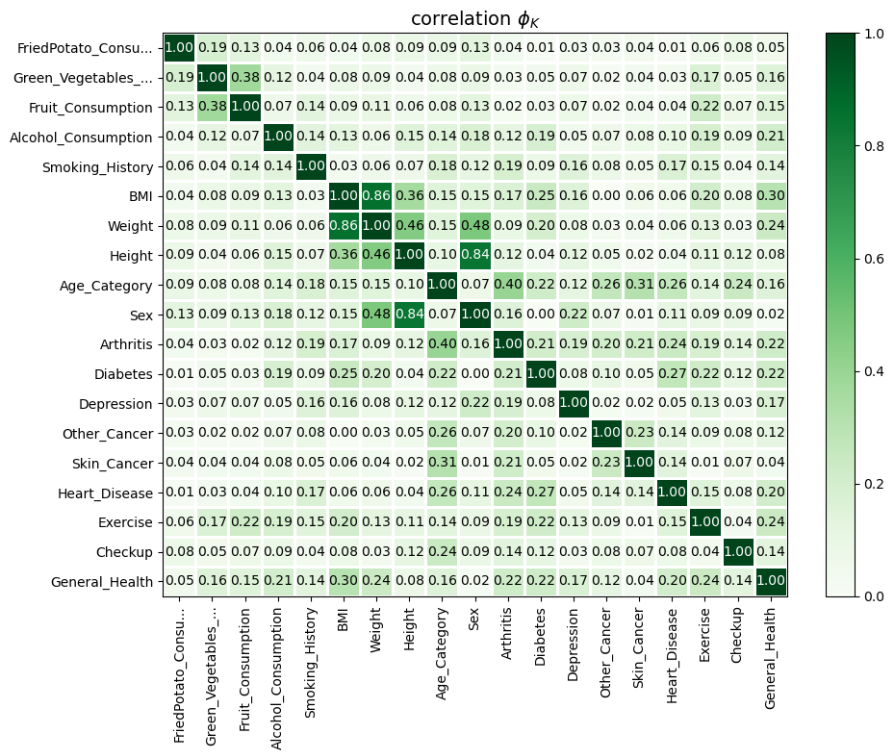 correlation ϕK
FriedPotato_Consu... 1.00 0.19 0.13 0.04 0.06 0.04 0.08 0.09 0.09 0.13 0.04 0.01 0.03 0.03 0.04 0.01 0.06 0.08 0.05
Green_Vegetables_... 0.19 1.00 0.38 0.12 0.04 0.08 0.09 0.04 0.08 0.09 0.03 0.05 0.07 0.02 0.04 0.03 0.17 0.05 0.16
Fruit_Consumption 0.13 0.38 1.00 0.07 0.14 0.09 0.11 0.06 0.08 0.13 0.02 0.03 0.07 0.02 0.04 0.04 0.22 0.07 0.15
Alcohol_Consumption 0.04 0.12 0.07 1.00 0.14 0.13 0.06 0.15 0.14 0.18 0.12 0.19 0.05 0.07 0.08 0.10 0.19 0.09 0.21
Smoking_History 0.06 0.04 0.14 0.14 1.00 0.03 0.06 0.07 0.18 0.12 0.19 0.09 0.16 0.08 0.05 0.17 0.15 0.04 0.14
BMI 0.04 0.08 0.09 0.13 0.03 1.00 0.86 0.36 0.15 0.15 0.17 0.25 0.16 0.00 0.06 0.06 0.20 0.08 0.30
Weight 0.08 0.09 0.11 0.06 0.06 0.86 1.00 0.46 0.15 0.48 0.09 0.20 0.08 0.03 0.04 0.06 0.13 0.03 0.24
Height 0.09 0.04 0.06 0.15 0.07 0.36 0.46 1.00 0.10 0.84 0.12 0.04 0.12 0.05 0.02 0.04 0.11 0.12 0.08
Age_Category 0.09 0.08 0.08 0.14 0.18 0.15 0.15 0.10 1.00 0.07 0.40 0.22 0.12 0.26 0.31 0.26 0.14 0.24 0.16
Sex 0.13 0.09 0.13 0.18 0.12 0.15 0.48 0.84 0.07 1.00 0.16 0.00 0.22 0.07 0.01 0.11 0.09 0.09 0.02
Arthritis 0.04 0.03 0.02 0.12 0.19 0.17 0.09 0.12 0.40 0.16 1.00 0.21 0.19 0.20 0.21 0.24 0.19 0.14 0.22
Diabetes 0.01 0.05 0.03 0.19 0.09 0.25 0.20 0.04 0.22 0.00 0.21 1.00 0.08 0.10 0.05 0.27 0.22 0.12 0.22
Depression 0.03 0.07 0.07 0.05 0.16 0.16 0.08 0.12 0.12 0.22 0.19 0.08 1.00 0.02 0.02 0.05 0.13 0.03 0.17
Other_Cancer 0.03 0.02 0.02 0.07 0.08 0.00 0.03 0.05 0.26 0.07 0.20 0.10 0.02 1.00 0.23 0.14 0.09 0.08 0.12
Skin_Cancer 0.04 0.04 0.04 0.08 0.05 0.06 0.04 0.02 0.31 0.01 0.21 0.05 0.02 0.23 1.00 0.14 0.01 0.07 0.04
Heart_Disease 0.01 0.03 0.04 0.10 0.17 0.06 0.06 0.04 0.26 0.11 0.24 0.27 0.05 0.14 0.14 1.00 0.15 0.08 0.20
Exercise 0.06 0.17 0.22 0.19 0.15 0.20 0.13 0.11 0.14 0.09 0.19 0.22 0.13 0.09 0.01 0.15 1.00 0.04 0.24
Checkup 0.08 0.05 0.07 0.09 0.04 0.08 0.03 0.12 0.24 0.09 0.14 0.12 0.03 0.08 0.07 0.08 0.04 1.00 0.14
General_Health 0.05 0.16 0.15 0.21 0.14 0.30 0.24 0.08 0.16 0.02 0.22 0.22 0.17 0.12 0.04 0.20 0.24 0.14 1.00
FriedPotato_Consu...
Green_Vegetables_...
Fruit_Consumption
Alcohol_Consumption
Smoking_History
BMI
Weight
Height
Age_Category
Sex
Arthritis
Diabetes
Depression
Other_Cancer
Skin_Cancer
Heart_Disease
Exercise
Checkup
General_Health
1.0
0.8
0.6
0.4
0.2
0.0